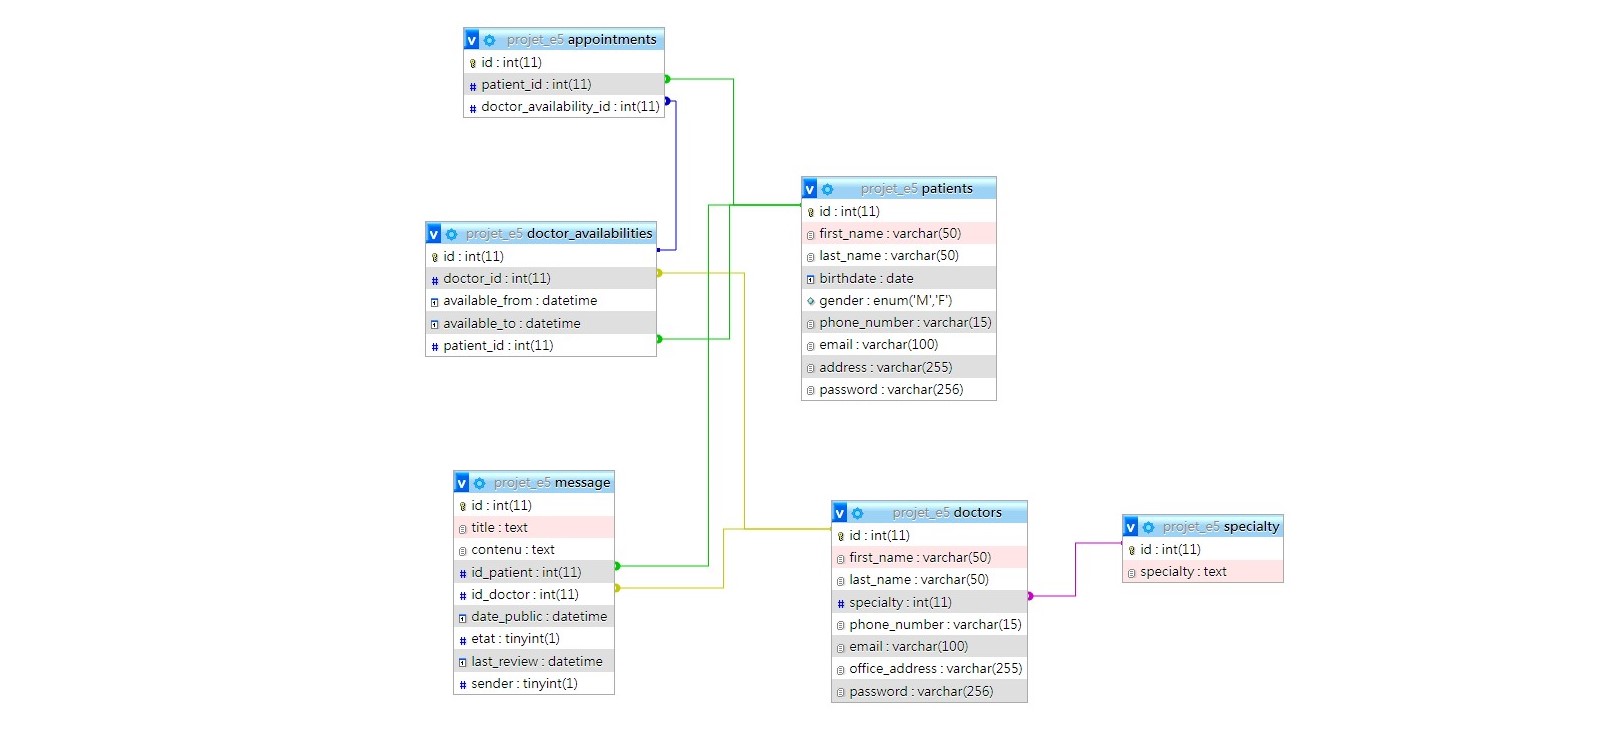 projet_e5 appointments
id : int(11)
patient_id : int(11)
doctor_availability_id : int(11)
projet_e5 patients
id : int(11)
first_name : varchar(50)
last_name : varchar(50)
birthdate : date
gender : enum('M','F')
phone_number : varchar(15)
email : varchar(100)
address : varchar(255)
password : varchar(256)
projet_e5 doctor_availabilities
id : int(11)
doctor_id : int(11)
available_from : datetime
available_to : datetime
patient_id : int(11)
projet_e5 message
id : int(11)
title : text
contenu : text
id_patient : int(11)
id_doctor : int(11)
date_public : datetime
etat : tinyint(1)
last_review : datetime
sender : tinyint(1)
projet_e5 doctors
id : int(11)
first_name : varchar(50)
last_name : varchar(50)
specialty : int(11)
phone_number : varchar(15)
email : varchar(100)
office_address : varchar(255)
password : varchar(256)
projet_e5 specialty
id : int(11)
specialty : text